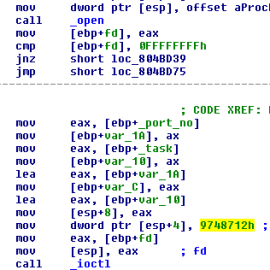 mov dword ptr [esp], offset aProc
call _open
mov [ebp+fd], eax
cmp [ebp+fd], 0FFFFFFFFh
jnz short loc_804BD39
jmp short loc_804BD75
; CODE XREF:
mov eax, [ebp+_port_no]
mov [ebp+var_1A], ax
mov eax, [ebp+_task]
mov [ebp+var_10], ax
lea eax, [ebp+var_1A]
mov [ebp+var_C], eax
lea eax, [ebp+var_10]
mov [esp+8], eax
mov dword ptr [esp+4], 9748712h ;
mov eax, [ebp+fd]
mov [esp], eax ; fd
call _ioctl